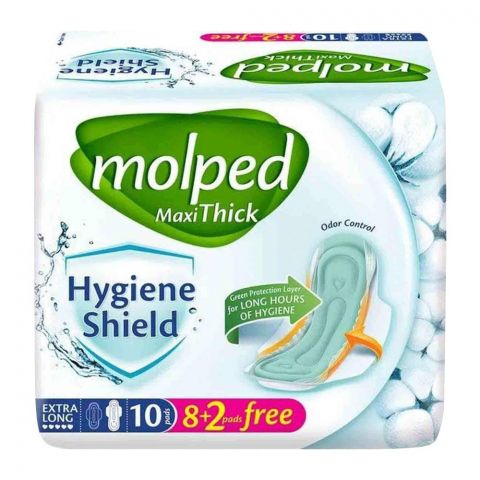 Hygiene
Shield
molped
MaxiThick
10
8+2-free
molped
MaxiThick
Odor Control
Hygiene
Shield
Green Protection Layer
for LONG HOURS
OF HYGIENE
EXTRA
LONG
10 pads
8+2 pads free